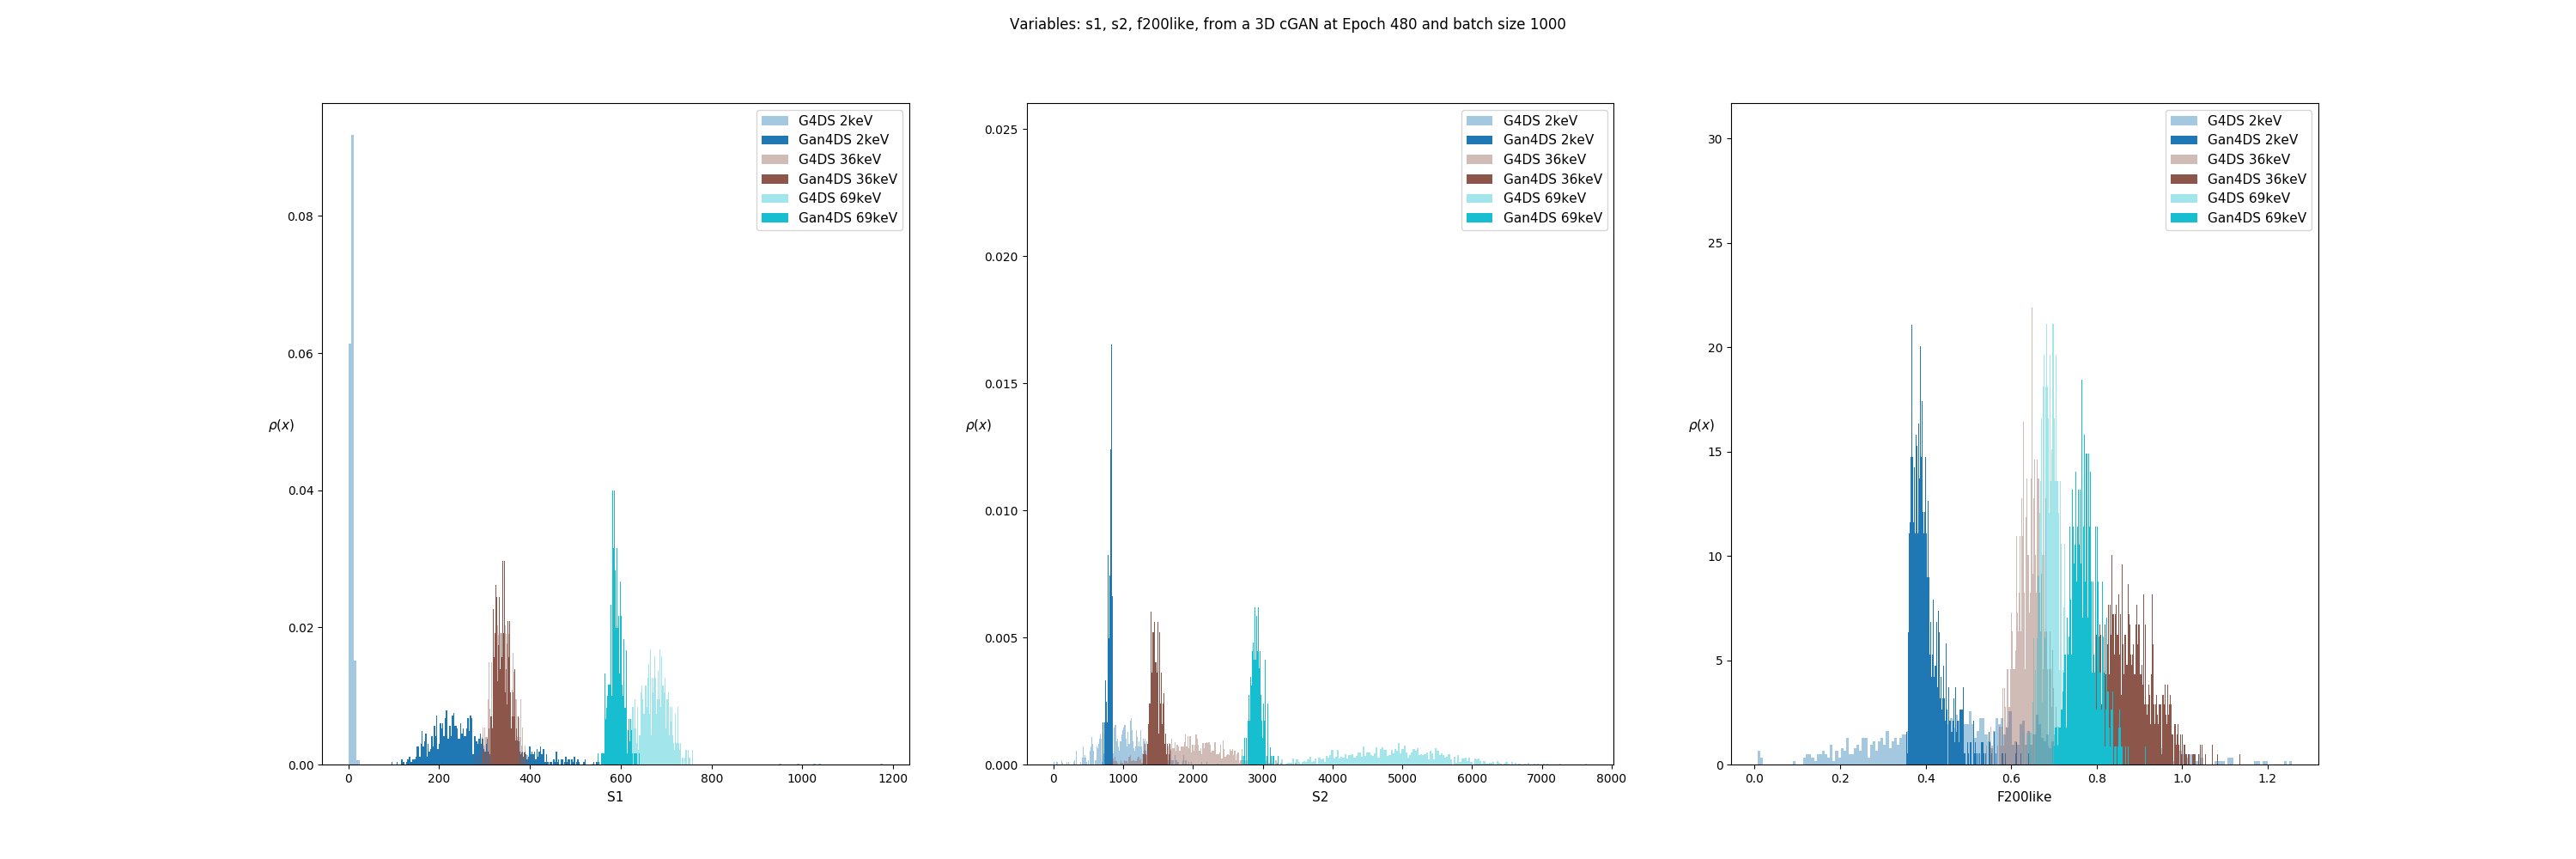 Variables: s1, s2, f200like, from a 3D cGAN at Epoch 480 and batch size 1000
G4DS 2keV
Gan4DS 2keV
G4DS 36keV
Gan4DS 36keV
G4DS 69keV
Gan4DS 69keV
0.08
0.06
0.04
0.02
0.00
ρ(x)
0 200 400 600 800 1000 1200
S1
G4DS 2keV
Gan4DS 2keV
G4DS 36keV
Gan4DS 36keV
G4DS 69keV
Gan4DS 69keV
0.025
0.020
0.015
0.010
0.005
0.000
ρ(x)
0 1000 2000 3000 4000 5000 6000 7000 8000
S2
G4DS 2keV
Gan4DS 2keV
G4DS 36keV
Gan4DS 36keV
G4DS 69keV
Gan4DS 69keV
30
25
20
15
10
5
0
ρ(x)
0.0 0.2 0.4 0.6 0.8 1.0 1.2
F200like